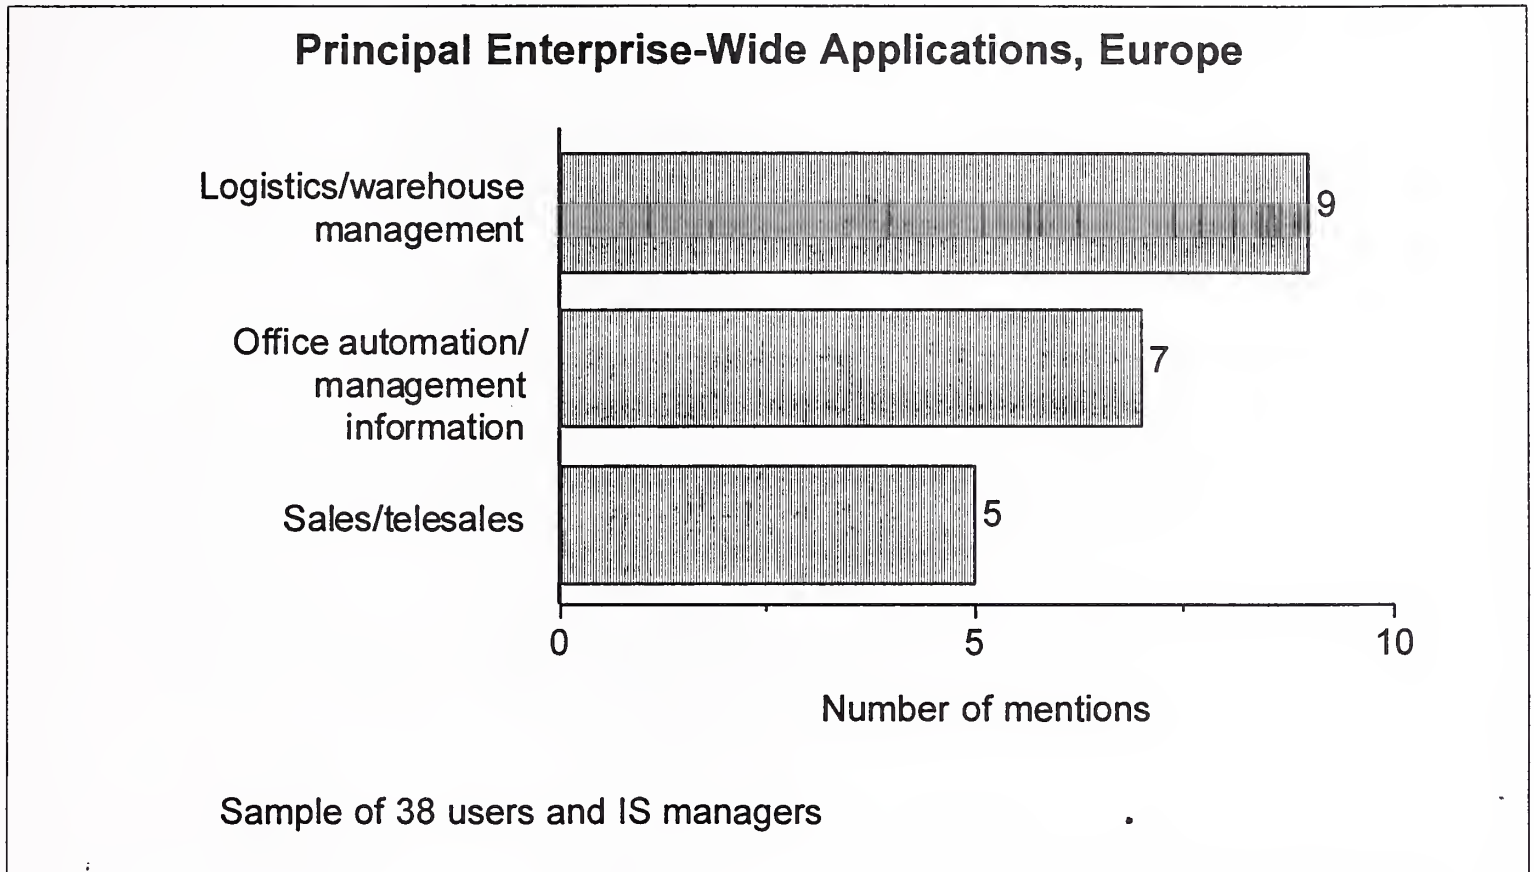 Principal Enterprise-Wide Applications, Europe
Logistics/warehouse
management
9
Office automation/
management
information
7
Sales/telesales
5
0 5 10
Number of mentions
Sample of 38 users and IS managers